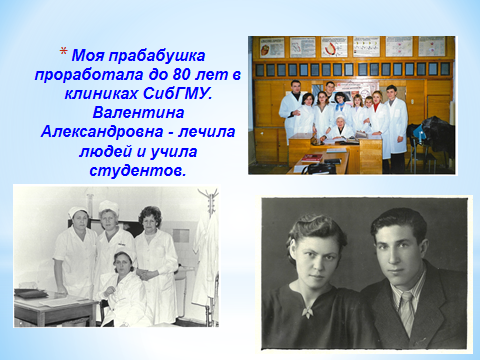 * Моя прабабушка
проработала до 80 лет в
клиниках СибГМУ.
Валентина
Александровна - лечила
людей и учила
студентов.